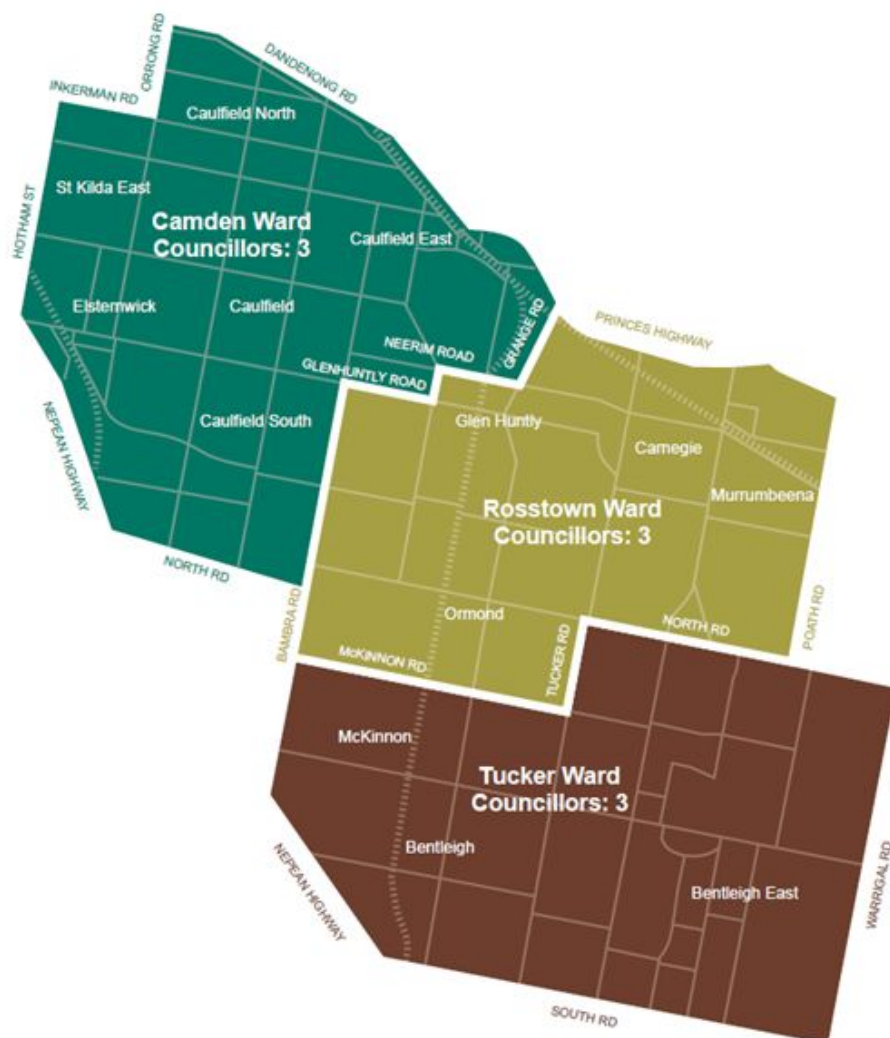 ORRONG RD
DANDENONG RD
INKERMAN RD
Caulfield North
HOTHAM ST
St Kilda East
Camden Ward
Councillors: 3
Caulfield East
Elsternwick
Caulfield
NEERIM ROAD
GRANGE RD
GLENHUNTLY ROAD
PRINCES HIGHWAY
NEPEAN HIGHWAY
Caulfield South
Glen Huntly
Carnegie
Murrumbeena
Rosstown Ward
Councillors: 3
NORTH RD
BAMBRA RD
Ormond
NORTH RD
POATH RD
McKINNON RD
TUCKER RD
McKinnon
Tucker Ward
Councillors: 3
Bentleigh
NEPEAN HIGHWAY
Bentleigh East
WARRIGAL RD
SOUTH RD